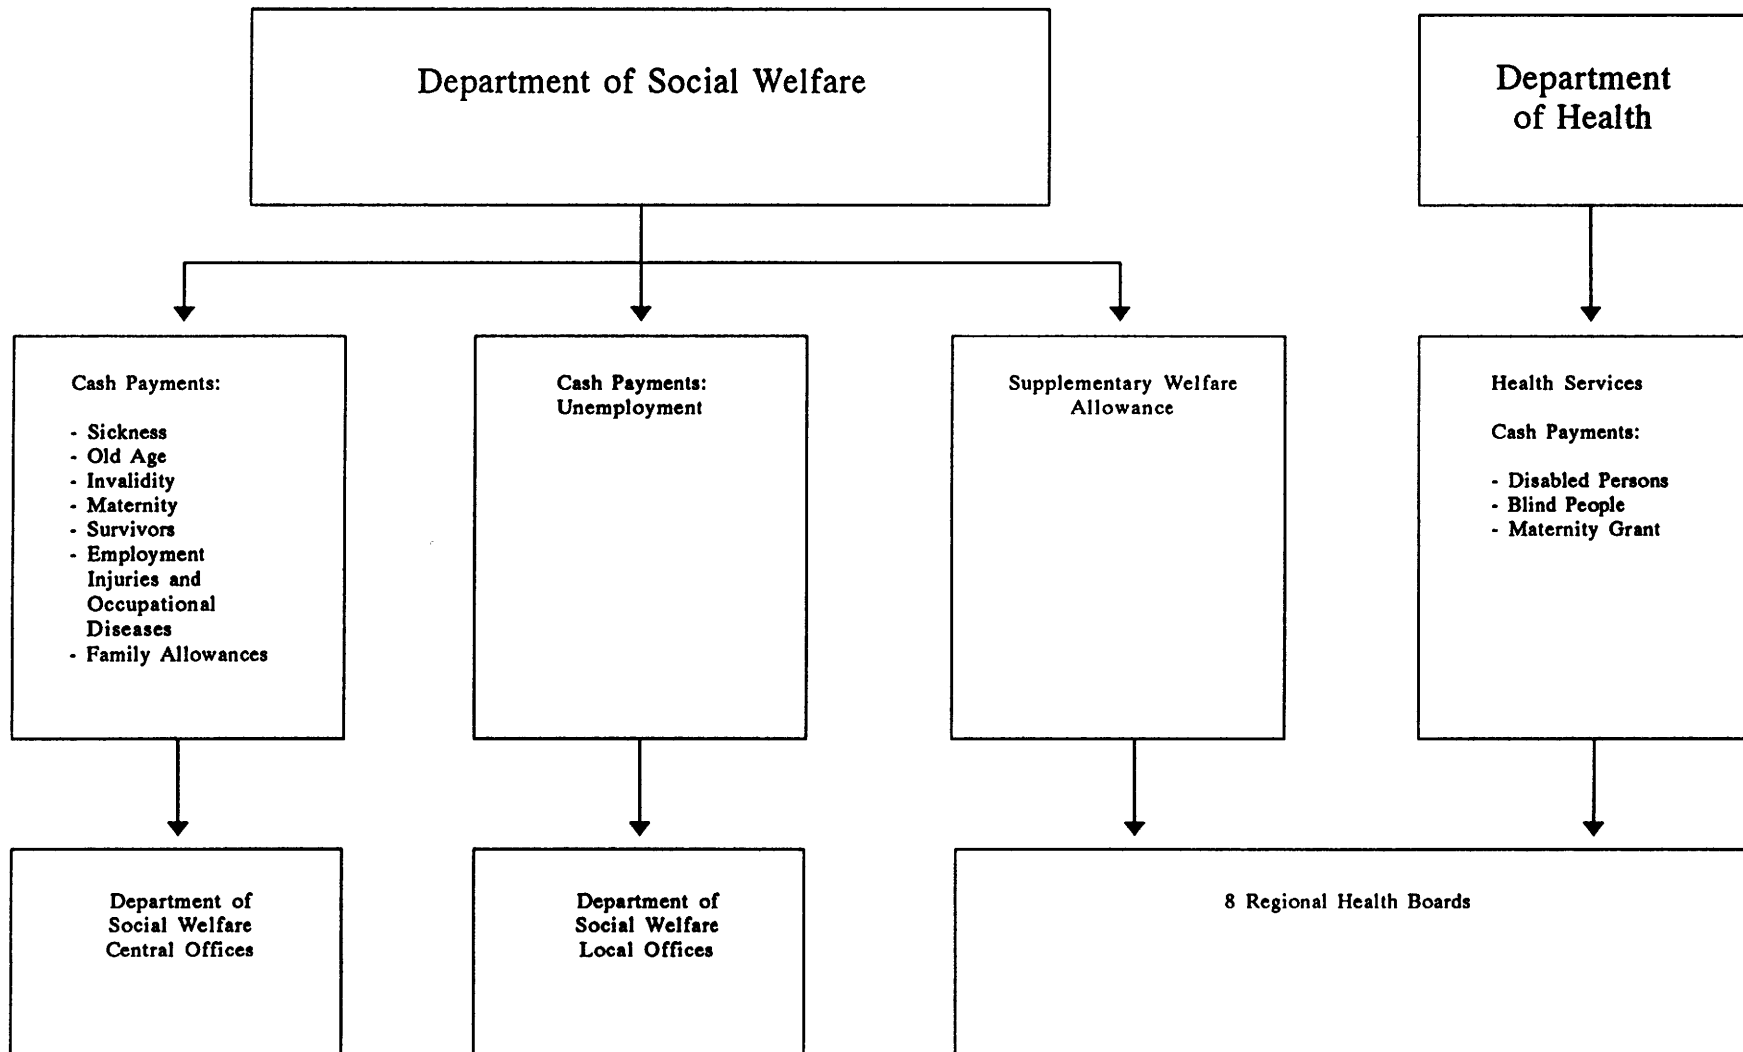 Department of Social Welfare
Department
of Health
Cash Payments:
- Sickness
- Old Age
- Invalidity
- Maternity
- Survivors
- Employment
Injuries and
Occupational
Diseases
- Family Allowances
Cash Payments:
Unemployment
Supplementary Welfare
Allowance
Health Services
Cash Payments:
- Disabled Persons
- Blind People
- Maternity Grant
Department of
Social Welfare
Central Offices
Department of
Social Welfare
Local Offices
8 Regional Health Boards